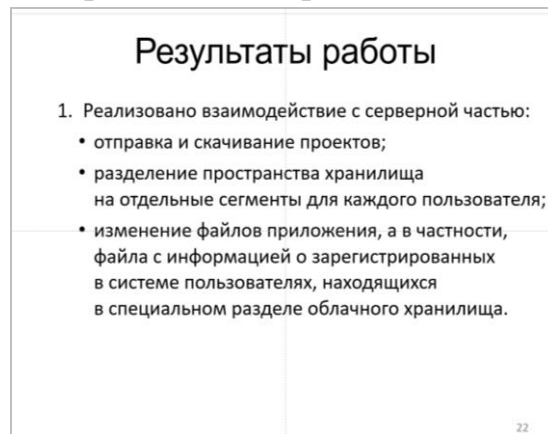 Результаты работы
1. Реализовано взаимодействие с серверной частью:
• отправка и скачивание проектов;
• разделение пространства хранилища
на отдельные сегменты для каждого пользователя;
• изменение файлов приложения, а в частности,
файла с информацией о зарегистрированных
в системе пользователях, находящихся
в специальном разделе облачного хранилища.
22